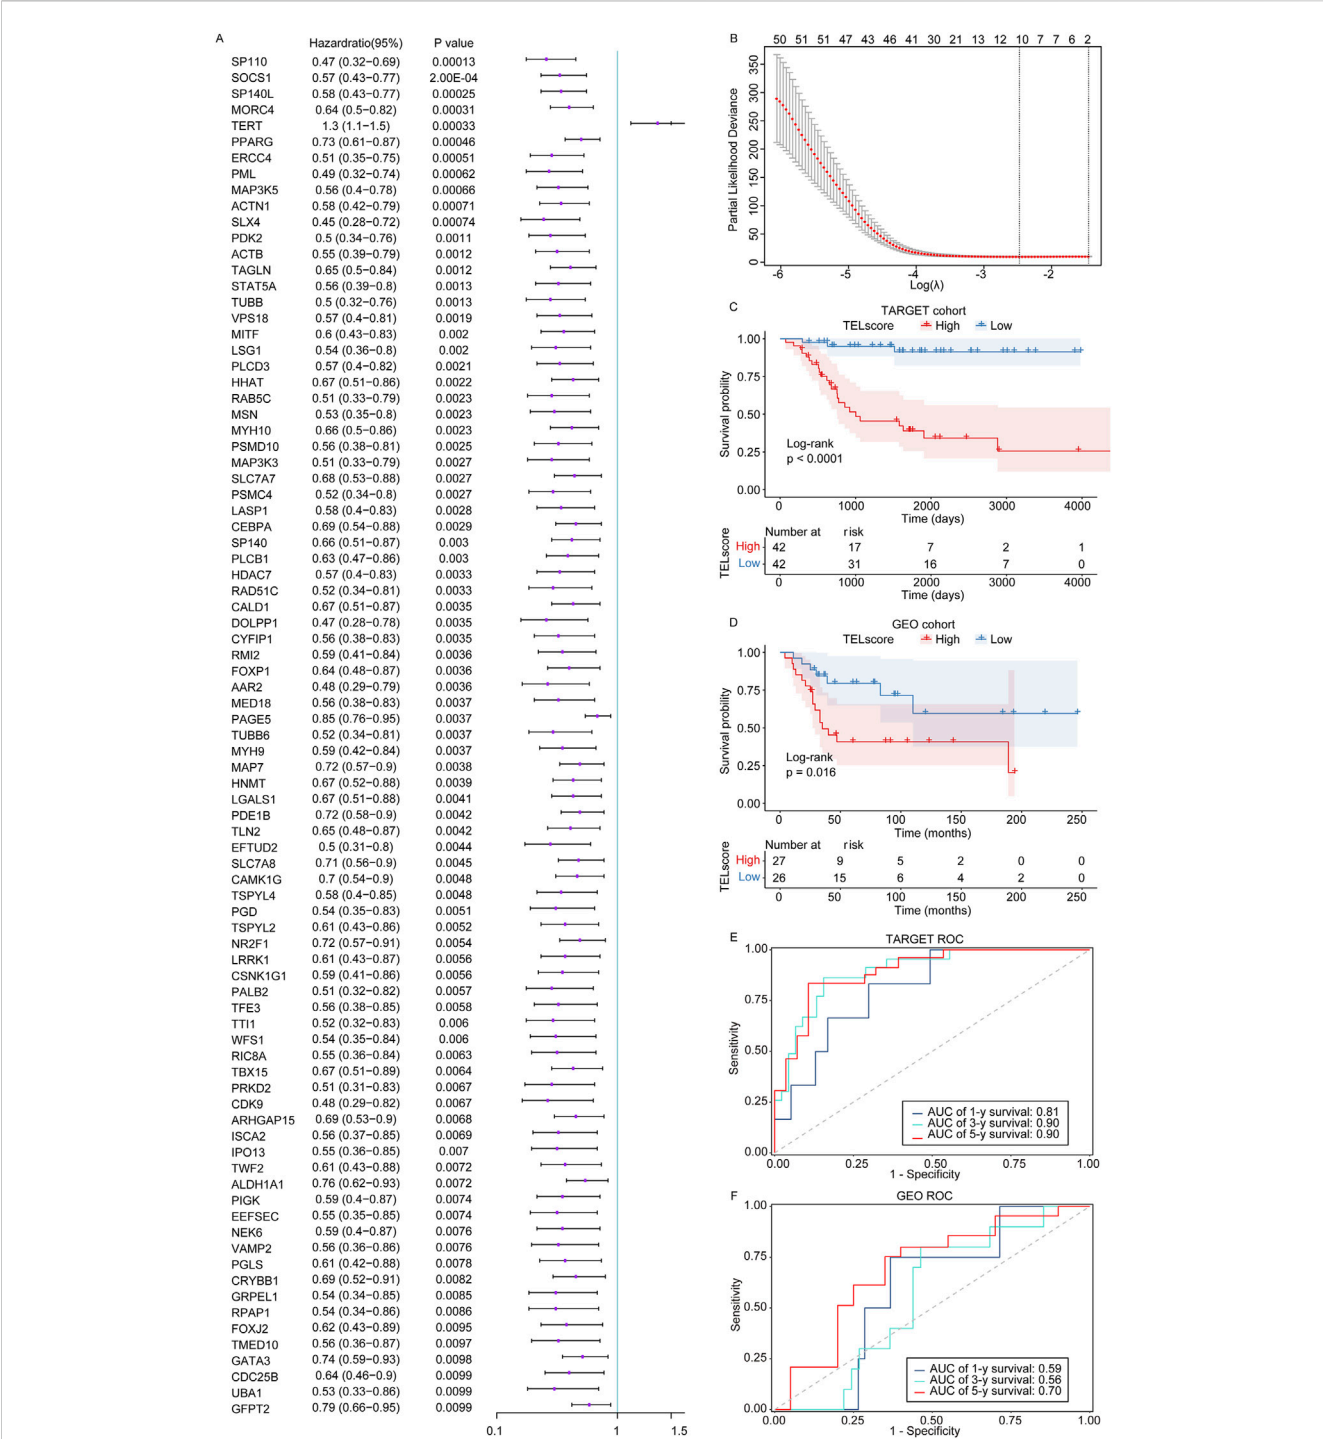 A
Hazardratio(95%) P value
SP110 0.47 (0.32−0.69) 0.00013
SOCS1 0.57 (0.43−0.77) 2.00E-04
SP140L 0.58 (0.43−0.77) 0.00025
MORC4 0.64 (0.5−0.82) 0.00031
TERT 1.3 (1.1−1.5) 0.00033
PPARG 0.73 (0.61−0.87) 0.00046
ERCC4 0.51 (0.35−0.75) 0.00051
PML 0.49 (0.32−0.74) 0.00062
MAP3K5 0.56 (0.4−0.78) 0.00066
ACTN1 0.58 (0.42−0.79) 0.00071
SLX4 0.45 (0.28−0.72) 0.00074
PDK2 0.5 (0.34−0.76) 0.0011
ACTB 0.55 (0.39−0.79) 0.0012
TAGLN 0.65 (0.5−0.84) 0.0012
STAT5A 0.56 (0.39−0.8) 0.0013
TUBB 0.5 (0.32−0.76) 0.0013
VPS18 0.57 (0.4−0.81) 0.0019
MITF 0.6 (0.43−0.83) 0.002
LSG1 0.54 (0.36−0.8) 0.002
PLCD3 0.57 (0.4−0.82) 0.0021
HHAT 0.67 (0.51−0.86) 0.0022
RAB5C 0.51 (0.33−0.79) 0.0023
MSN 0.53 (0.35−0.8) 0.0023
MYH10 0.66 (0.5−0.86) 0.0023
PSMD10 0.56 (0.38−0.81) 0.0025
MAP3K3 0.51 (0.33−0.79) 0.0027
SLC7A7 0.68 (0.53−0.88) 0.0027
PSMC4 0.52 (0.34−0.8) 0.0027
LASP1 0.58 (0.4−0.83) 0.0028
CEBPA 0.69 (0.54−0.88) 0.0029
SP140 0.66 (0.51−0.87) 0.003
PLCB1 0.63 (0.47−0.86) 0.003
HDAC7 0.57 (0.4−0.83) 0.0033
RAD51C 0.52 (0.34−0.81) 0.0033
CALD1 0.67 (0.51−0.87) 0.0035
DOLPP1 0.47 (0.28−0.78) 0.0035
CYFIP1 0.56 (0.38−0.83) 0.0035
RMI2 0.59 (0.41−0.84) 0.0036
FOXP1 0.64 (0.48−0.87) 0.0036
AAR2 0.48 (0.29−0.79) 0.0036
MED18 0.56 (0.38−0.83) 0.0037
PAGE5 0.85 (0.76−0.95) 0.0037
TUBB6 0.52 (0.34−0.81) 0.0037
MYH9 0.59 (0.42−0.84) 0.0037
MAP7 0.72 (0.57−0.9) 0.0038
HNMT 0.67 (0.52−0.88) 0.0039
LGALS1 0.67 (0.51−0.88) 0.0041
PDE1B 0.72 (0.58−0.9) 0.0042
TLN2 0.65 (0.48−0.87) 0.0042
EFTUD2 0.5 (0.31−0.8) 0.0044
SLC7A8 0.71 (0.56−0.9) 0.0045
CAMK1G 0.7 (0.54−0.9) 0.0048
TSPYL4 0.58 (0.4−0.85) 0.0048
PGD 0.54 (0.35−0.83) 0.0051
TSPYL2 0.61 (0.43−0.86) 0.0052
NR2F1 0.72 (0.57−0.91) 0.0054
LRRK1 0.61 (0.43−0.87) 0.0056
CSNK1G1 0.59 (0.41−0.86) 0.0056
PALB2 0.51 (0.32−0.82) 0.0057
TFE3 0.56 (0.38−0.85) 0.0058
TTI1 0.52 (0.32−0.83) 0.006
WFS1 0.54 (0.35−0.84) 0.006
RIC8A 0.55 (0.36−0.84) 0.0063
TBX15 0.67 (0.51−0.89) 0.0064
PRKD2 0.51 (0.31−0.83) 0.0067
CDK9 0.48 (0.29−0.82) 0.0067
ARHGAP15 0.69 (0.53−0.9) 0.0068
ISCA2 0.56 (0.37−0.85) 0.0069
IPO13 0.55 (0.36−0.85) 0.007
TWF2 0.61 (0.43−0.88) 0.0072
ALDH1A1 0.76 (0.62−0.93) 0.0072
PIGK 0.59 (0.4−0.87) 0.0074
EEFSEC 0.55 (0.35−0.85) 0.0074
NEK6 0.59 (0.4−0.87) 0.0076
VAMP2 0.56 (0.36−0.86) 0.0076
PGLS 0.61 (0.42−0.88) 0.0078
CRYBB1 0.69 (0.52−0.91) 0.0082
GRPEL1 0.54 (0.34−0.85) 0.0085
RPAP1 0.54 (0.34−0.86) 0.0086
FOXJ2 0.62 (0.43−0.89) 0.0095
TMED10 0.56 (0.36−0.87) 0.0097
GATA3 0.74 (0.59−0.93) 0.0098
CDC25B 0.64 (0.46−0.9) 0.0099
UBA1 0.53 (0.33−0.86) 0.0099
GFPT2 0.79 (0.66−0.95) 0.0099
0.1 1 1.5
B
50 51 51 47 43 46 41 30 21 13 12 10 7 7 6 2
Partial Likelihood Deviance
350
300
250
200
150
100
50
0
-6 -5 -4 -3 -2
Log(λ)
C
TARGET cohort
TELscore High Low
Survival probility
1.00
0.75
0.50
0.25
0.00
Log-rank
p < 0.0001
0 1000 2000 3000 4000
Time (days)
Number at risk
TELscore
High 42 17 7 2 1
Low 42 31 16 7 0
0 1000 2000 3000 4000
Time (days)
D
GEO cohort
TELscore High Low
Survival probility
1.00
0.75
0.50
0.25
0.00
Log-rank
p = 0.016
0 50 100 150 200 250
Time (months)
Number at risk
TELscore
High 27 9 5 2 0 0
Low 26 15 6 4 2 0
0 50 100 150 200 250
Time (months)
E
TARGET ROC
Sensitivity
1.00
0.75
0.50
0.25
0.00
AUC of 1-y survival: 0.81
AUC of 3-y survival: 0.90
AUC of 5-y survival: 0.90
0.00 0.25 0.50 0.75 1.00
1 - Specificity
F
GEO ROC
Sensitivity
1.00
0.75
0.50
0.25
0.00
AUC of 1-y survival: 0.59
AUC of 3-y survival: 0.56
AUC of 5-y survival: 0.70
0.00 0.25 0.50 0.75 1.00
1 - Specificity